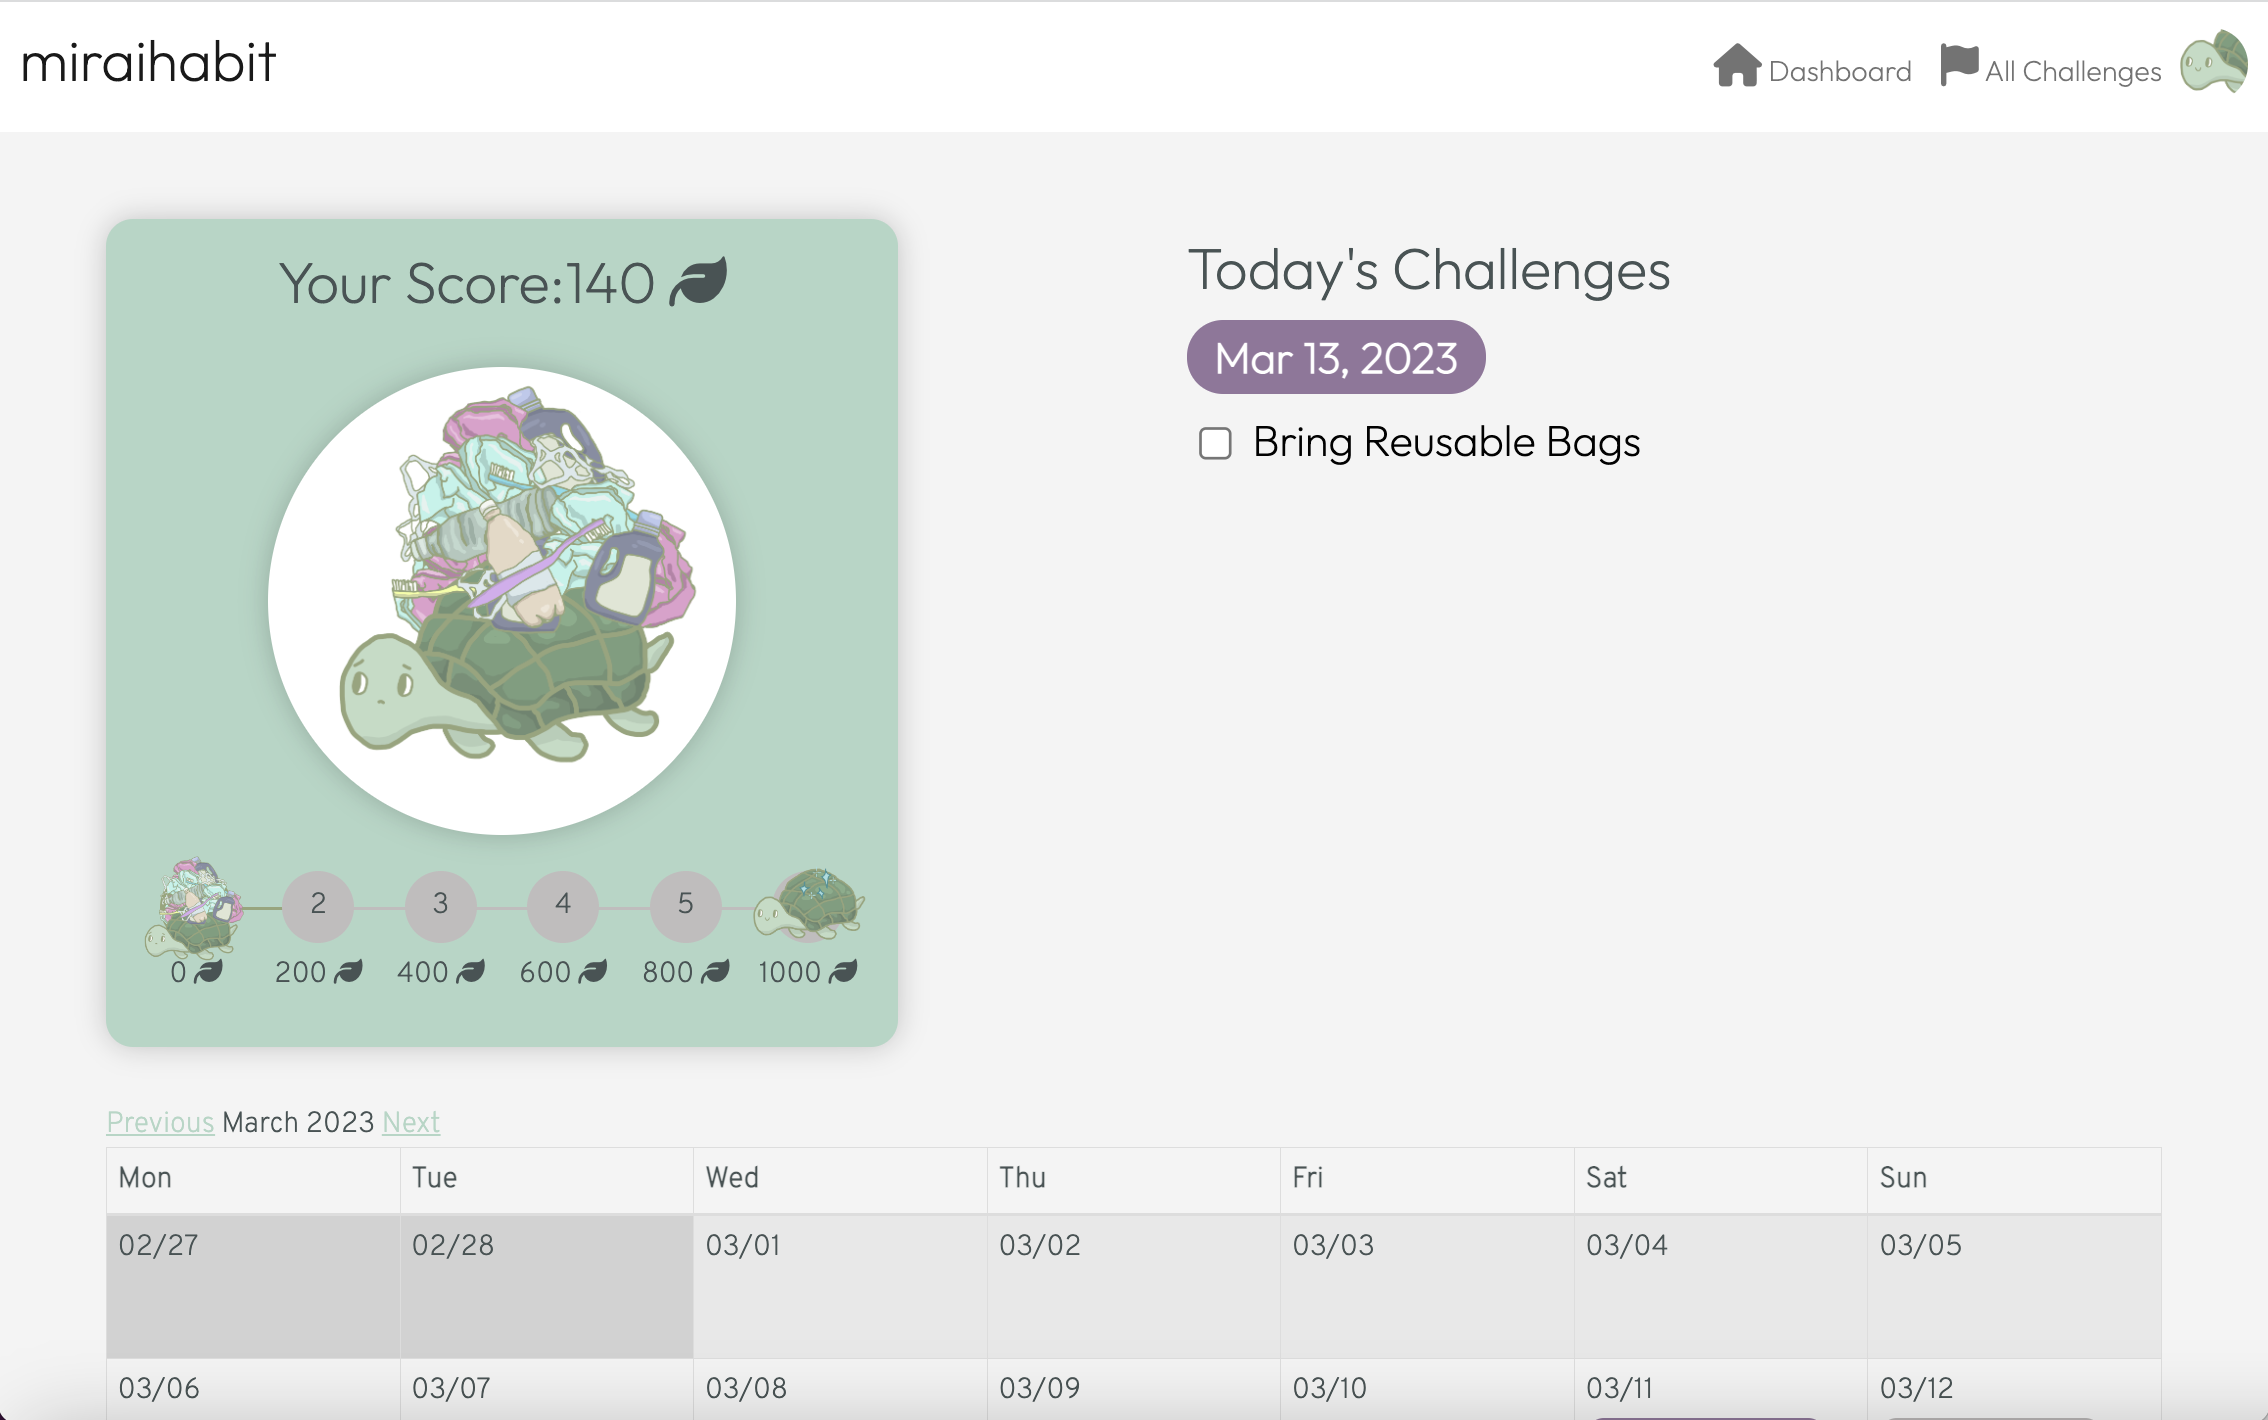 miraihabit
Dashboard All Challenges
Your Score:140
2 3 4 5
0 200 400 600 800 1000
Today's Challenges
Mar 13, 2023
Bring Reusable Bags
Previous March 2023 Next
Mon Tue Wed Thu Fri Sat Sun
02/27 02/28 03/01 03/02 03/03 03/04 03/05
03/06 03/07 03/08 03/09 03/10 03/11 03/12